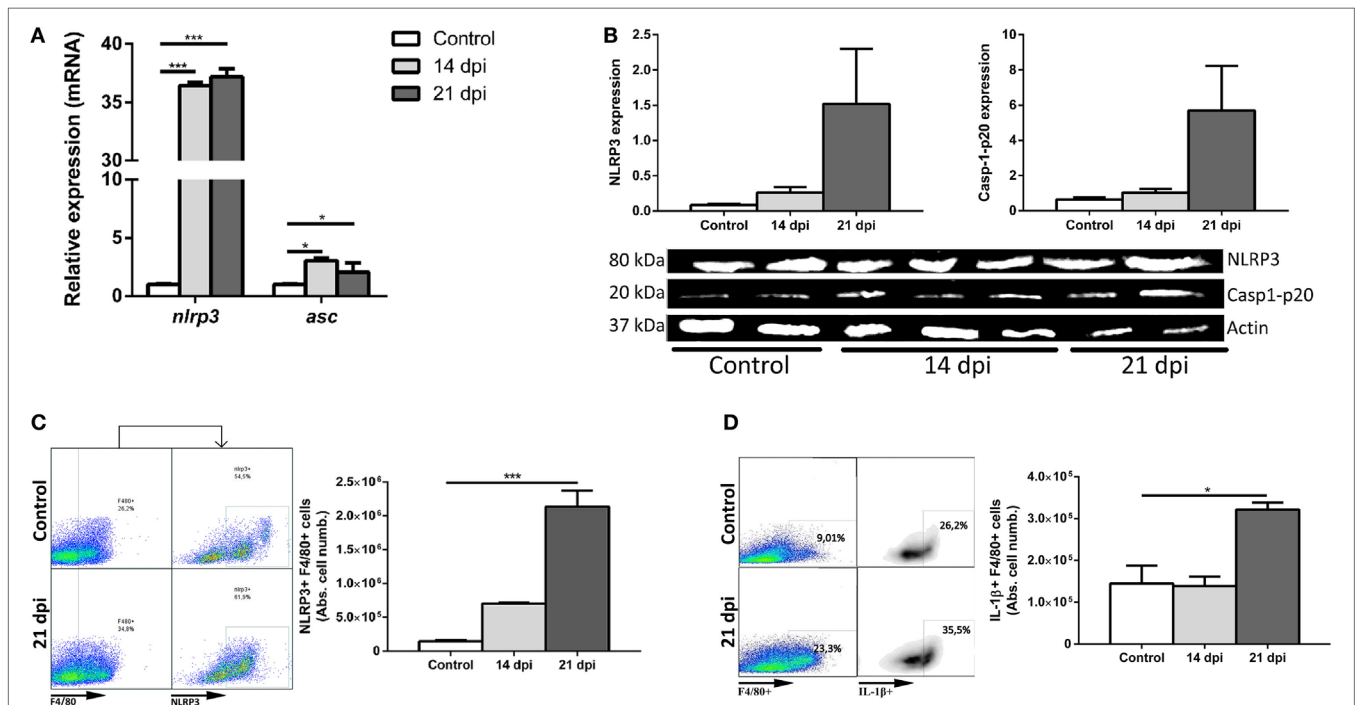 A
Relative expression (mRNA)
40
35
30
10
5
0
***
***
*
*
nlrp3
asc
Control
14 dpi
21 dpi
B
NLRP3 expression
2.5
2.0
1.5
1.0
0.5
0.0
Control
14 dpi
21 dpi
Casp-1-p20 expression
10
8
6
4
2
0
Control
14 dpi
21 dpi
80 kDa
NLRP3
20 kDa
Casp1-p20
37 kDa
Actin
Control
14 dpi
21 dpi
C
Control
21 dpi
F480+
26,2%
nlrp3+
54,5%
F480+
34,8%
nlrp3+
61,9%
F4/80
NLRP3
NLRP3+ F4/80+ cells
(Abs. cell numb.)
2.5×10⁶
2.0×10⁶
1.5×10⁶
1.0×10⁶
5.0×10⁵
0
***
Control
14 dpi
21 dpi
D
Control
21 dpi
9,01%
26,2%
23,3%
35,5%
F4/80+
IL-1β+
IL-1β+ F4/80+ cells
(Abs. cell numb.)
4.0×10⁵
3.0×10⁵
2.0×10⁵
1.0×10⁵
0
*
Control
14 dpi
21 dpi